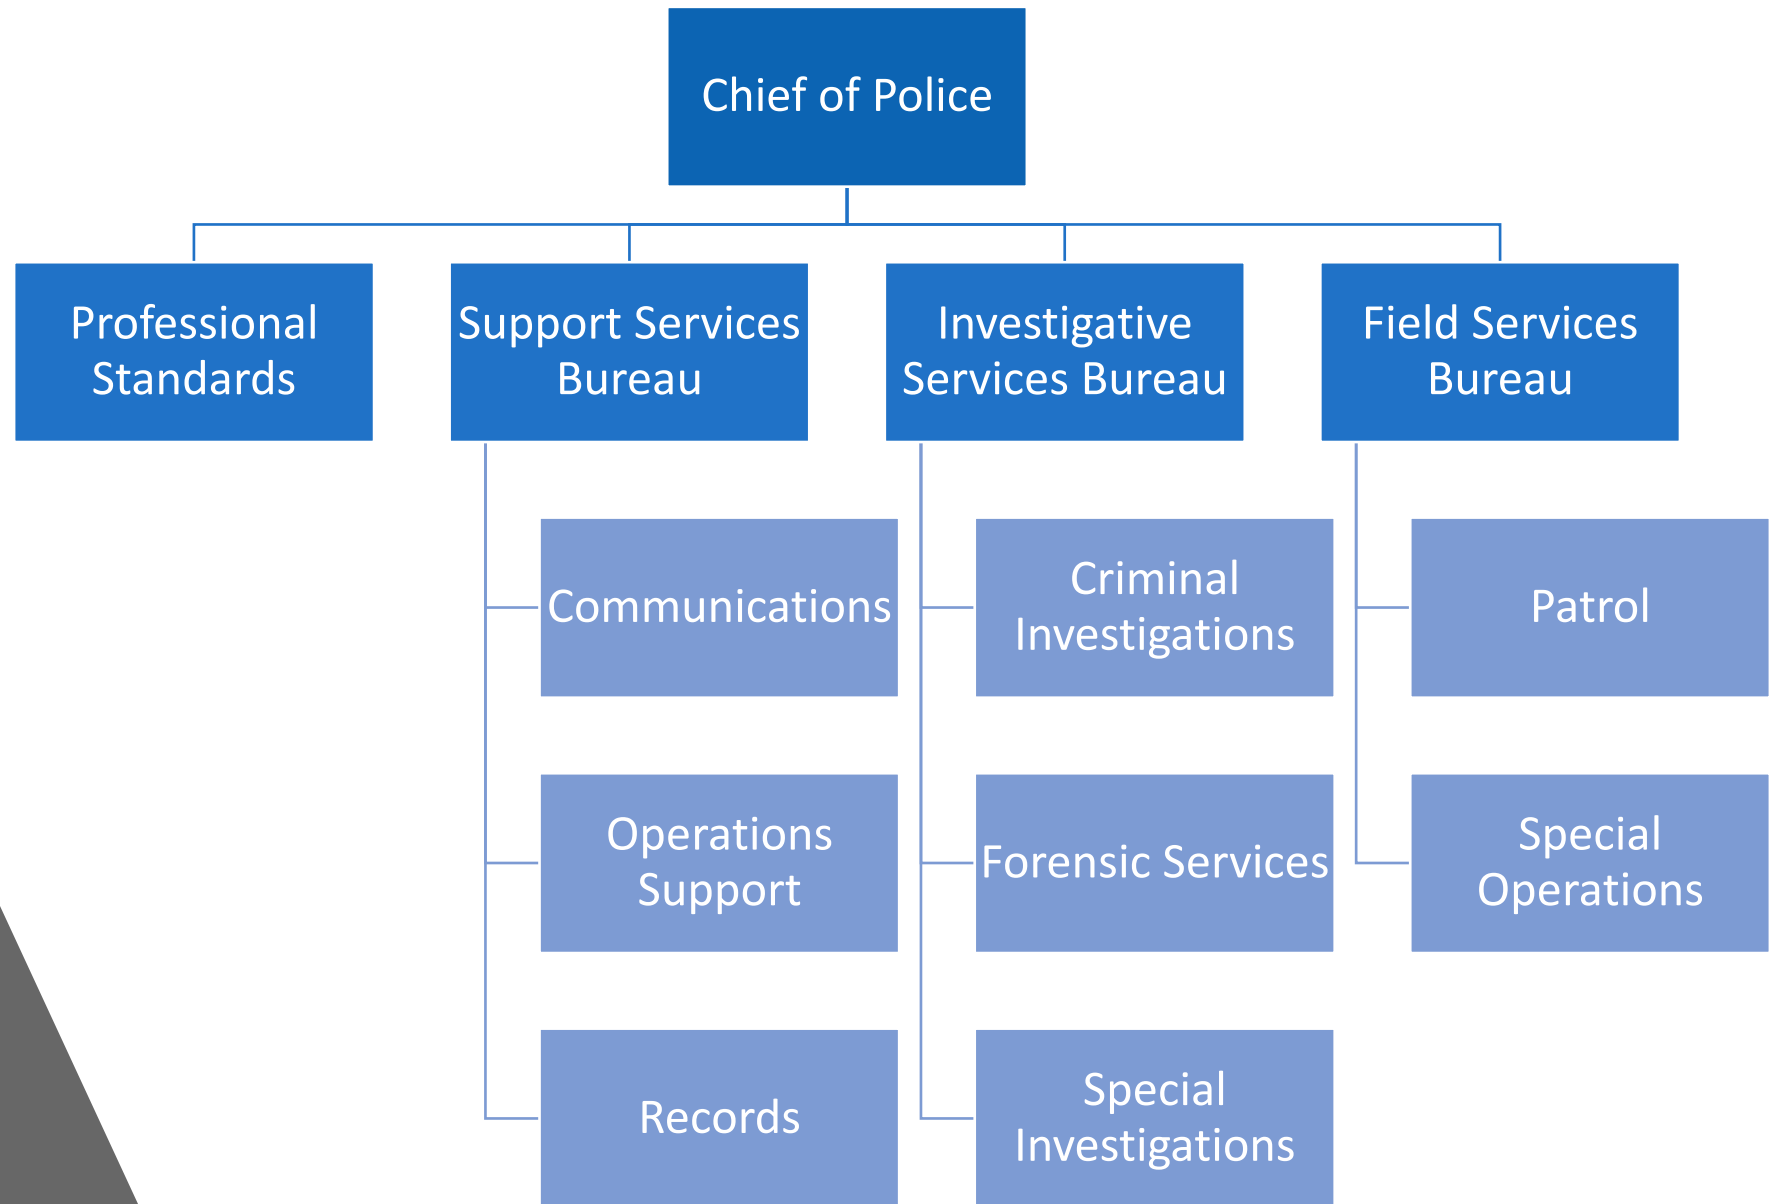 Chief of Police
Professional
Standards
Support Services
Bureau
Investigative
Services Bureau
Field Services
Bureau
Communications
Criminal
Investigations
Patrol
Operations
Support
Forensic Services
Special
Operations
Records
Special
Investigations